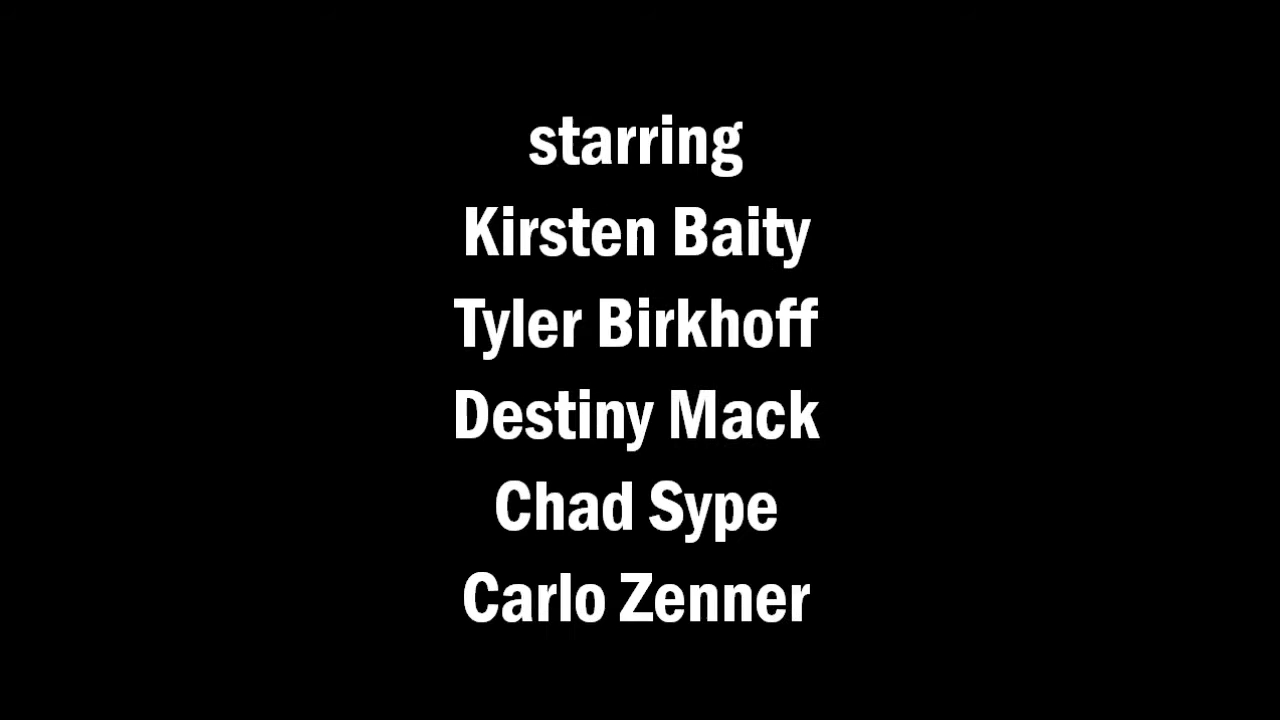 starring
Kirsten Baity
Tyler Birkhoff
Destiny Mack
Chad Sype
Carlo Zenner